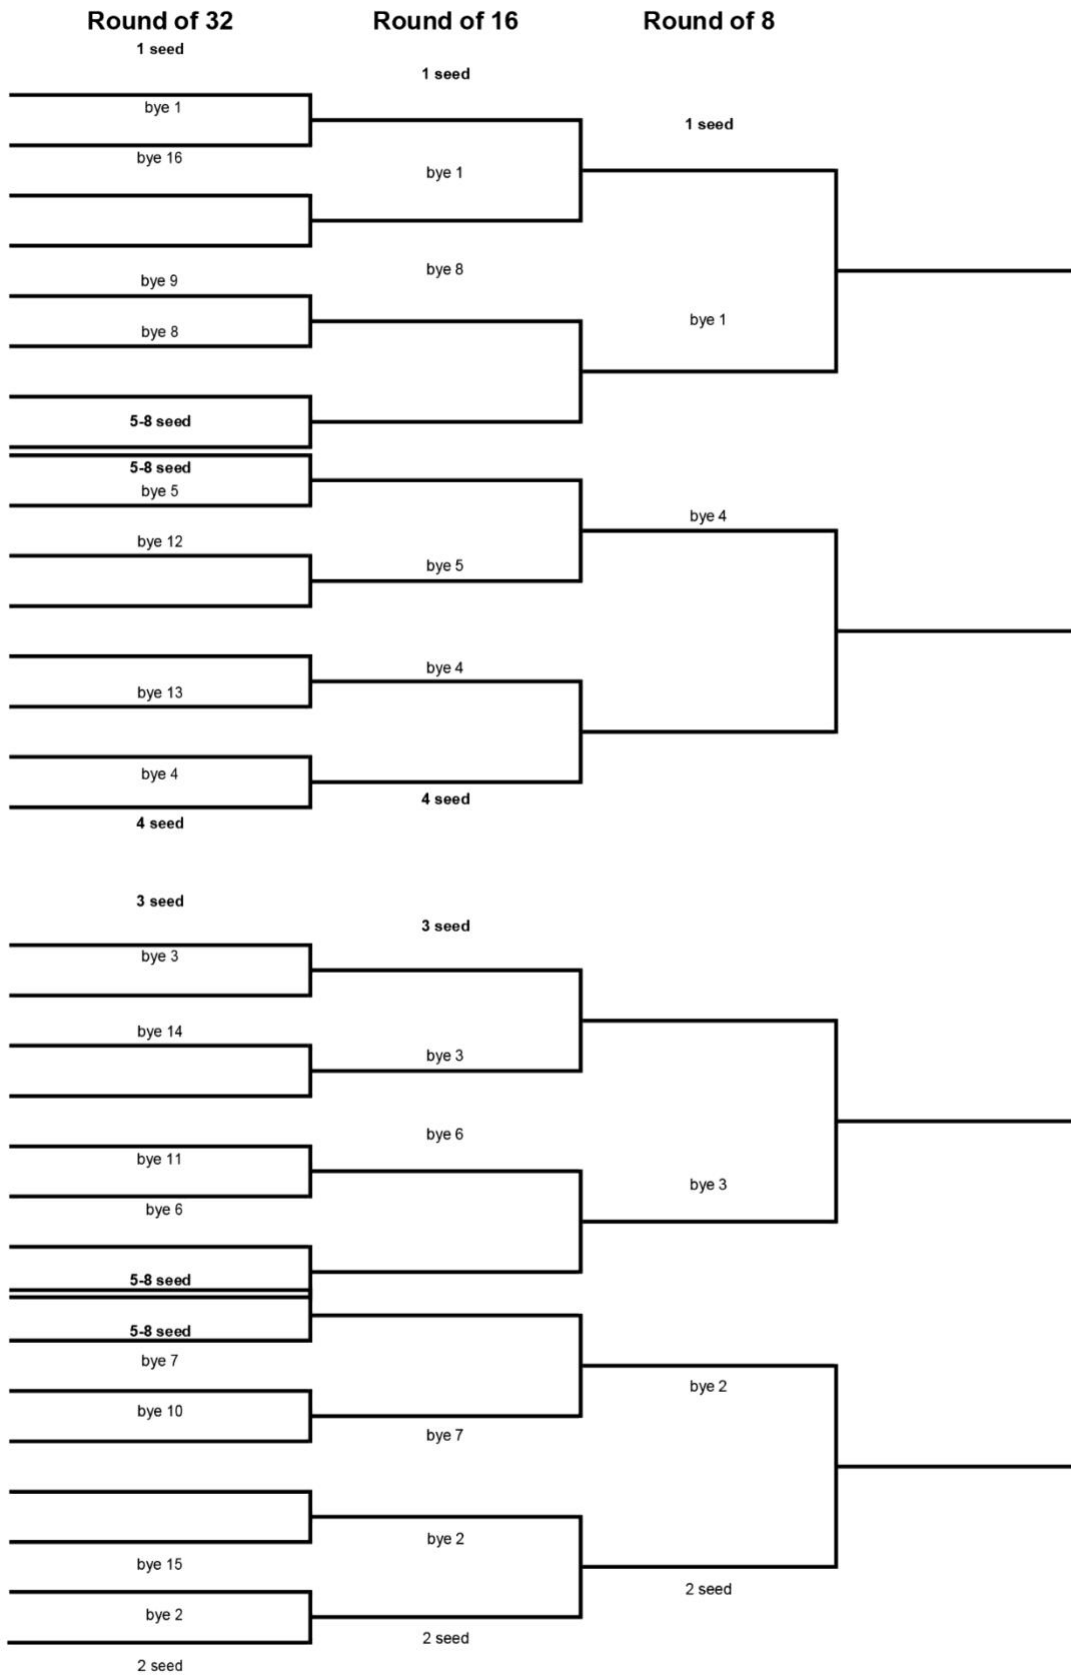 Round of 32
Round of 16
Round of 8
1 seed
bye 1
bye 16
bye 9
bye 8
5-8 seed
5-8 seed
bye 5
bye 12
bye 13
bye 4
4 seed
3 seed
bye 3
bye 14
bye 11
bye 6
5-8 seed
5-8 seed
bye 7
bye 10
bye 15
bye 2
2 seed
1 seed
bye 1
bye 8
bye 5
bye 4
4 seed
3 seed
bye 3
bye 6
bye 7
bye 2
2 seed
1 seed
bye 1
bye 4
bye 3
bye 2
2 seed